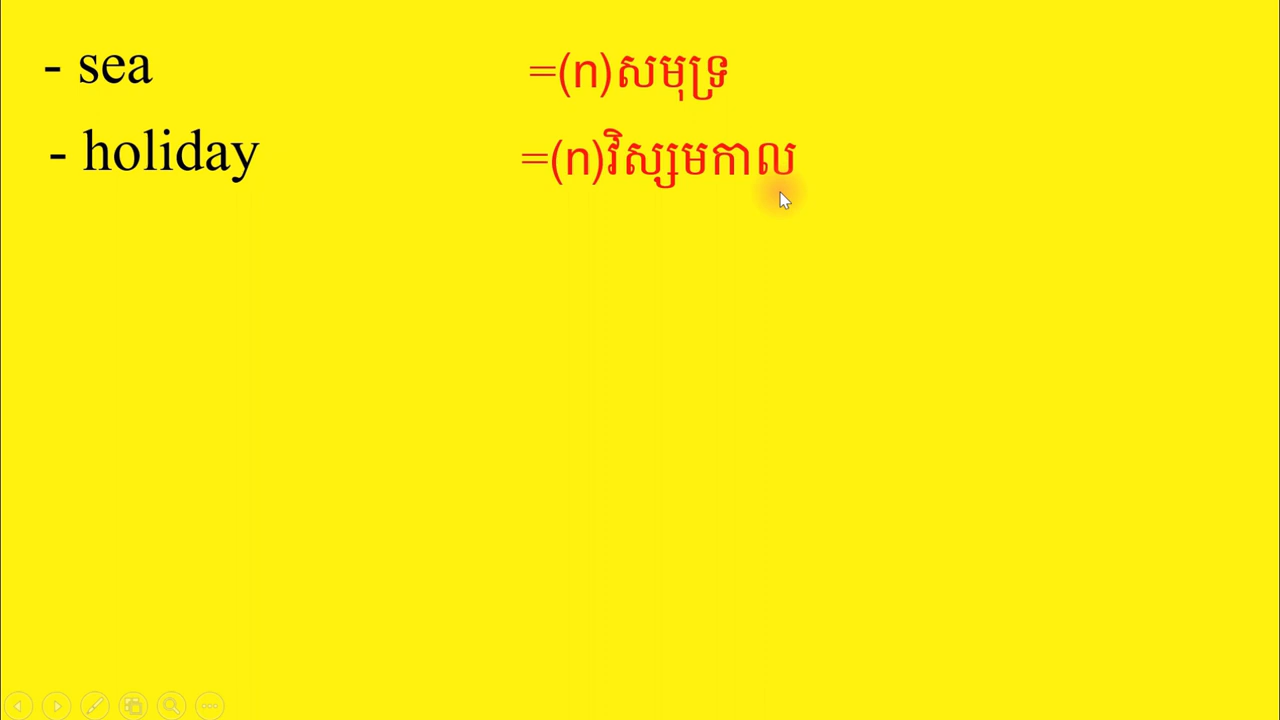 - sea =(n)សមុទ្រ
- holiday =(n)វិស្សមកាល